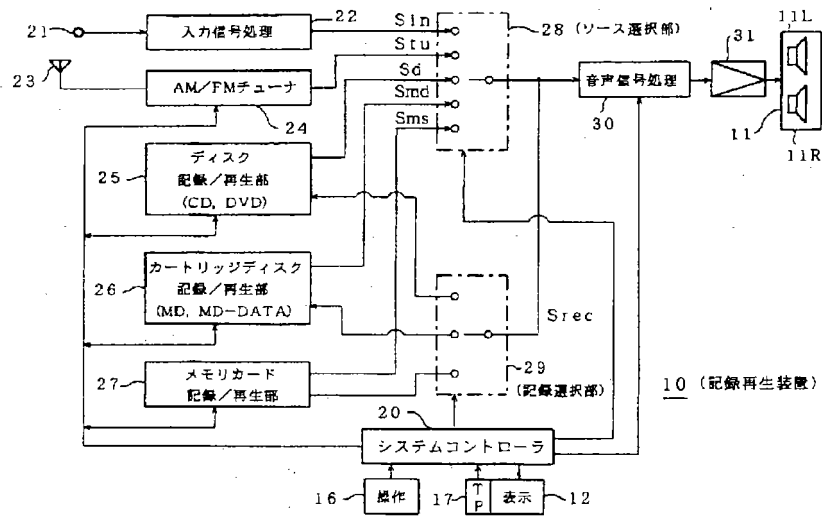 21
入力信号処理
22
Sin
28 (ソース選択部)
11L
31
23
Stu
AM/FMチューナ
24
Sd
音声信号処理
30
Smd
11
11R
Sms
25
ディスク
記録/再生部
(CD, DVD)
26
カートリッジディスク
記録/再生部
(MD, MD-DATA)
Srec
29
(記録選択部)
27
メモリカード
記録/再生部
10 (記録再生装置)
20
システムコントローラ
16
操作
17
TP
表示
12